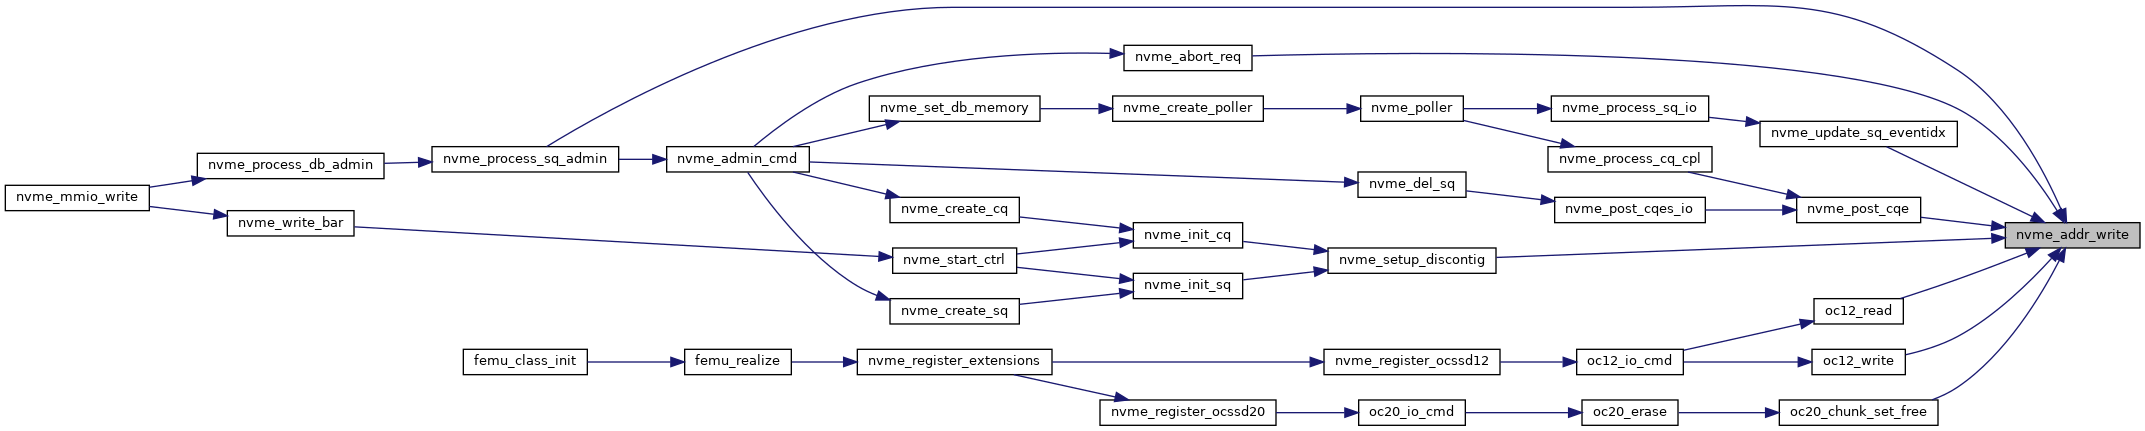 nvme_abort_req
nvme_set_db_memory
nvme_create_poller
nvme_poller
nvme_process_sq_io
nvme_update_sq_eventidx
nvme_process_db_admin
nvme_process_sq_admin
nvme_admin_cmd
nvme_process_cq_cpl
nvme_mmio_write
nvme_del_sq
nvme_create_cq
nvme_post_cqes_io
nvme_post_cqe
nvme_write_bar
nvme_init_cq
nvme_addr_write
nvme_start_ctrl
nvme_setup_discontig
nvme_init_sq
nvme_create_sq
oc12_read
femu_class_init
femu_realize
nvme_register_extensions
nvme_register_ocssd12
oc12_io_cmd
oc12_write
nvme_register_ocssd20
oc20_io_cmd
oc20_erase
oc20_chunk_set_free